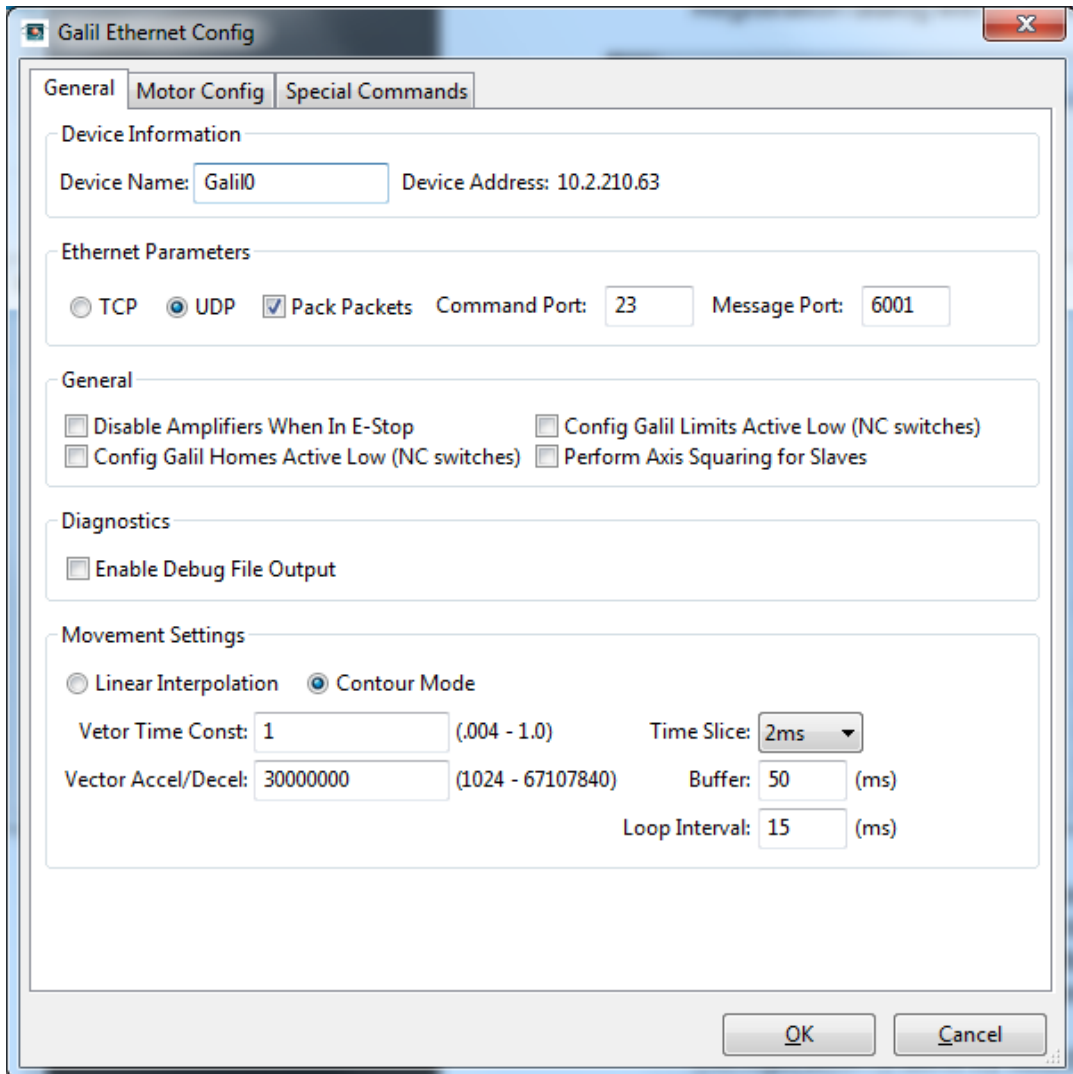 Galil Ethernet Config
General Motor Config Special Commands
Device Information
Device Name: Galil0 Device Address: 10.2.210.63
Ethernet Parameters
TCP UDP Pack Packets Command Port: 23 Message Port: 6001
General
Disable Amplifiers When In E-Stop Config Galil Limits Active Low (NC switches)
Config Galil Homes Active Low (NC switches) Perform Axis Squaring for Slaves
Diagnostics
Enable Debug File Output
Movement Settings
Linear Interpolation Contour Mode
Vetor Time Const: 1 (.004 - 1.0) Time Slice: 2ms
Vector Accel/Decel: 30000000 (1024 - 67107840) Buffer: 50 (ms)
Loop Interval: 15 (ms)
OK Cancel